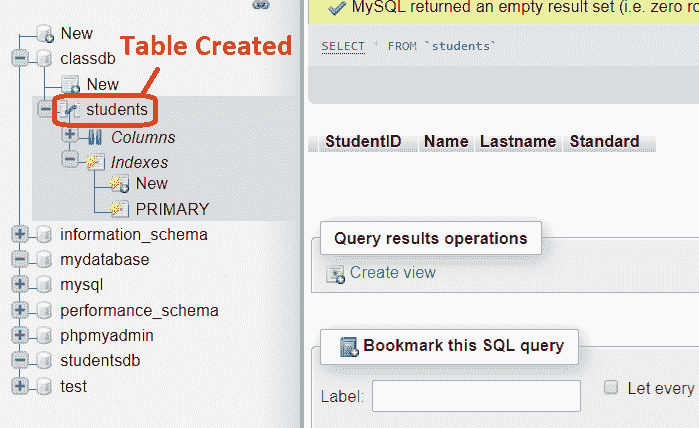 New
classdb
Table Created
New
students
Columns
Indexes
New
PRIMARY
information_schema
mydatabase
mysql
performance_schema
phpmyadmin
studentsdb
test
MySQL returned an empty result set (i.e. zero ro
SELECT * FROM `students`
StudentID Name Lastname Standard
Query results operations
Create view
Bookmark this SQL query
Label: Let every